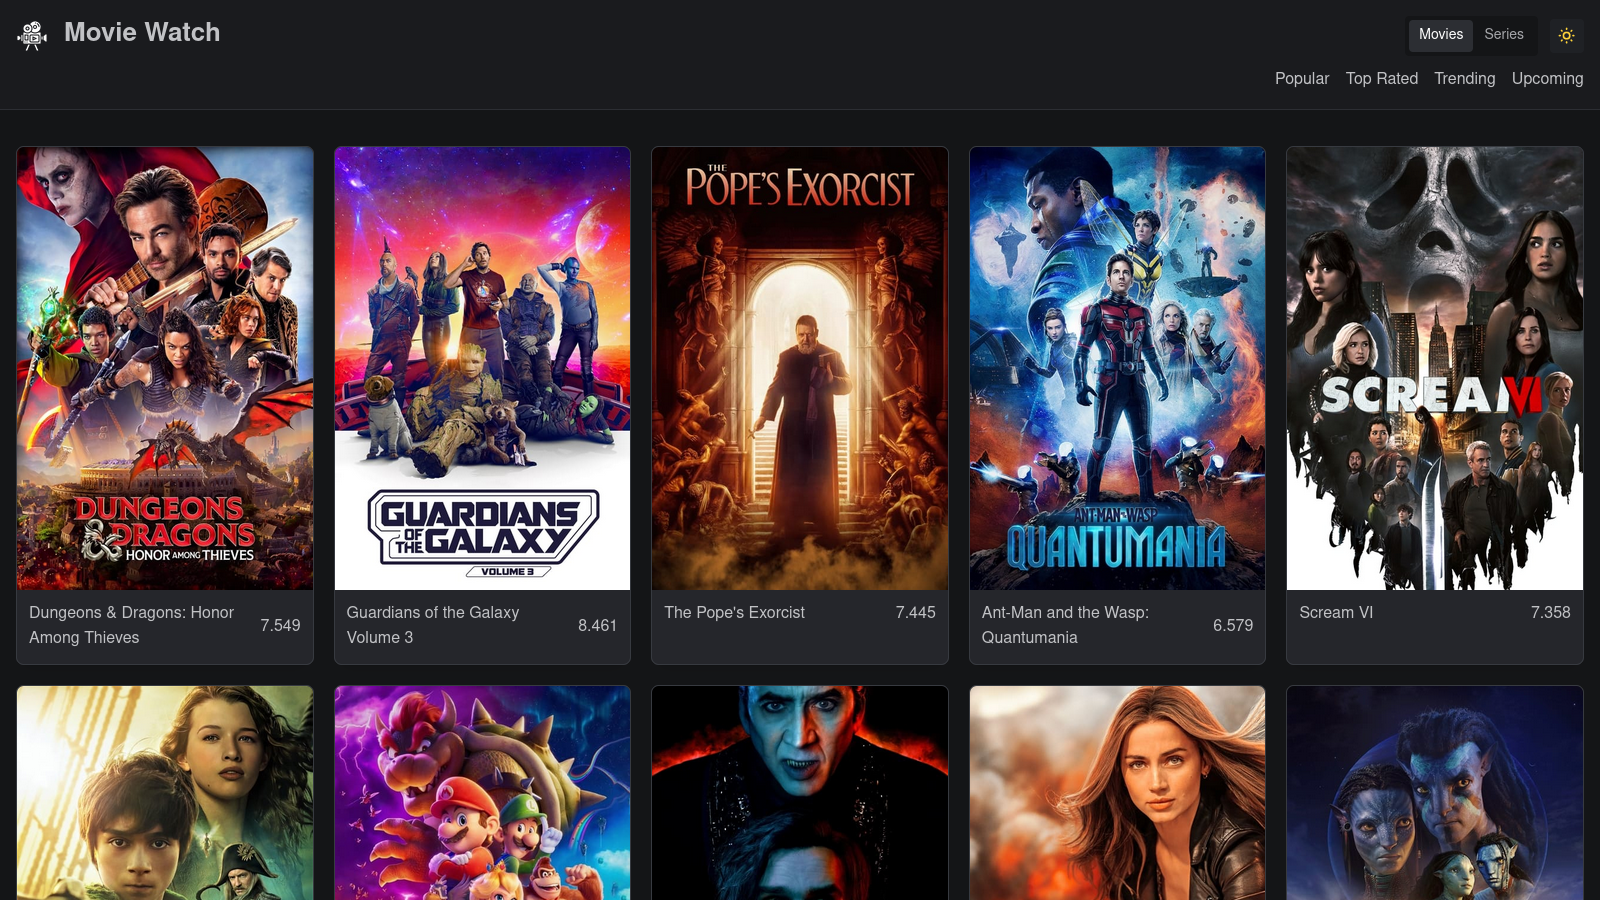 Movie Watch
Movies
Series
Popular
Top Rated
Trending
Upcoming
DUNGEONS
& DRAGONS
HONOR AMONG THIEVES
GUARDIANS
OF THE GALAXY
VOLUME 3
THE
POPE'S EXORCIST
ANT-MAN AND THE WASP
QUANTUMANIA
SCREAM VI
Dungeons & Dragons: Honor
Among Thieves
7.549
Guardians of the Galaxy
Volume 3
8.461
The Pope's Exorcist
7.445
Ant-Man and the Wasp:
Quantumania
6.579
Scream VI
7.358